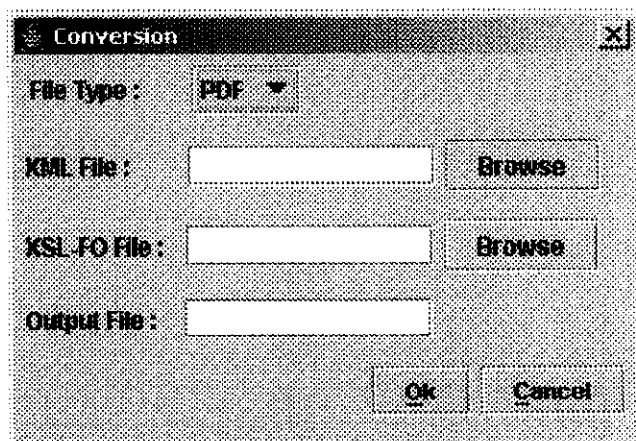 Conversion
File Type : PDF
XML File : Browse
XSL-FO File : Browse
Output File :
Ok Cancel